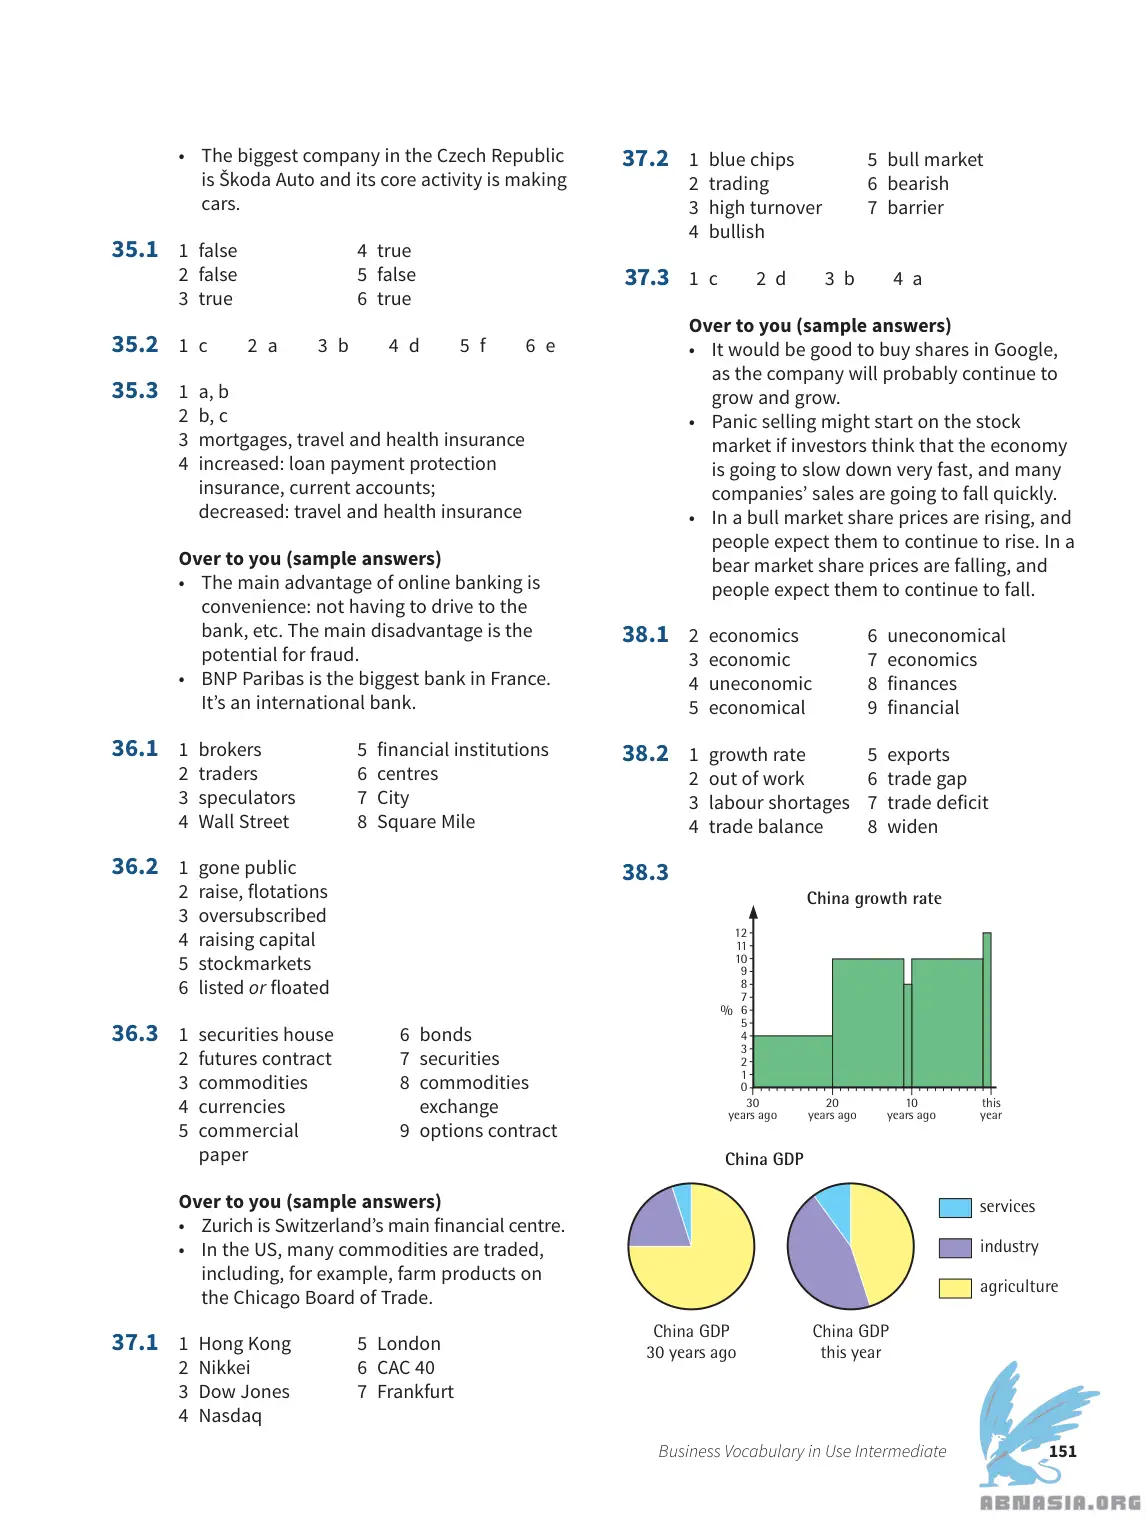 • The biggest company in the Czech Republic
is Škoda Auto and its core activity is making
cars.
35.1 1 false 4 true
2 false 5 false
3 true 6 true
35.2 1 c 2 a 3 b 4 d 5 f 6 e
35.3 1 a, b
2 b, c
3 mortgages, travel and health insurance
4 increased: loan payment protection
insurance, current accounts;
decreased: travel and health insurance
Over to you (sample answers)
• The main advantage of online banking is
convenience: not having to drive to the
bank, etc. The main disadvantage is the
potential for fraud.
• BNP Paribas is the biggest bank in France.
It’s an international bank.
36.1 1 brokers 5 financial institutions
2 traders 6 centres
3 speculators 7 City
4 Wall Street 8 Square Mile
36.2 1 gone public
2 raise, flotations
3 oversubscribed
4 raising capital
5 stockmarkets
6 listed or floated
36.3 1 securities house 6 bonds
2 futures contract 7 securities
3 commodities 8 commodities
4 currencies exchange
5 commercial 9 options contract
paper
Over to you (sample answers)
• Zurich is Switzerland’s main financial centre.
• In the US, many commodities are traded,
including, for example, farm products on
the Chicago Board of Trade.
37.1 1 Hong Kong 5 London
2 Nikkei 6 CAC 40
3 Dow Jones 7 Frankfurt
4 Nasdaq
37.2 1 blue chips 5 bull market
2 trading 6 bearish
3 high turnover 7 barrier
4 bullish
37.3 1 c 2 d 3 b 4 a
Over to you (sample answers)
• It would be good to buy shares in Google,
as the company will probably continue to
grow and grow.
• Panic selling might start on the stock
market if investors think that the economy
is going to slow down very fast, and many
companies’ sales are going to fall quickly.
• In a bull market share prices are rising, and
people expect them to continue to rise. In a
bear market share prices are falling, and
people expect them to continue to fall.
38.1 2 economics 6 uneconomical
3 economic 7 economics
4 uneconomic 8 finances
5 economical 9 financial
38.2 1 growth rate 5 exports
2 out of work 6 trade gap
3 labour shortages 7 trade deficit
4 trade balance 8 widen
38.3
China growth rate
12
11
10
9
8
7
% 6
5
4
3
2
1
0
30 20 10 this
years ago years ago years ago year
China GDP
services
industry
agriculture
China GDP China GDP
30 years ago this year
Business Vocabulary in Use Intermediate 151
ABNASIA.ORG